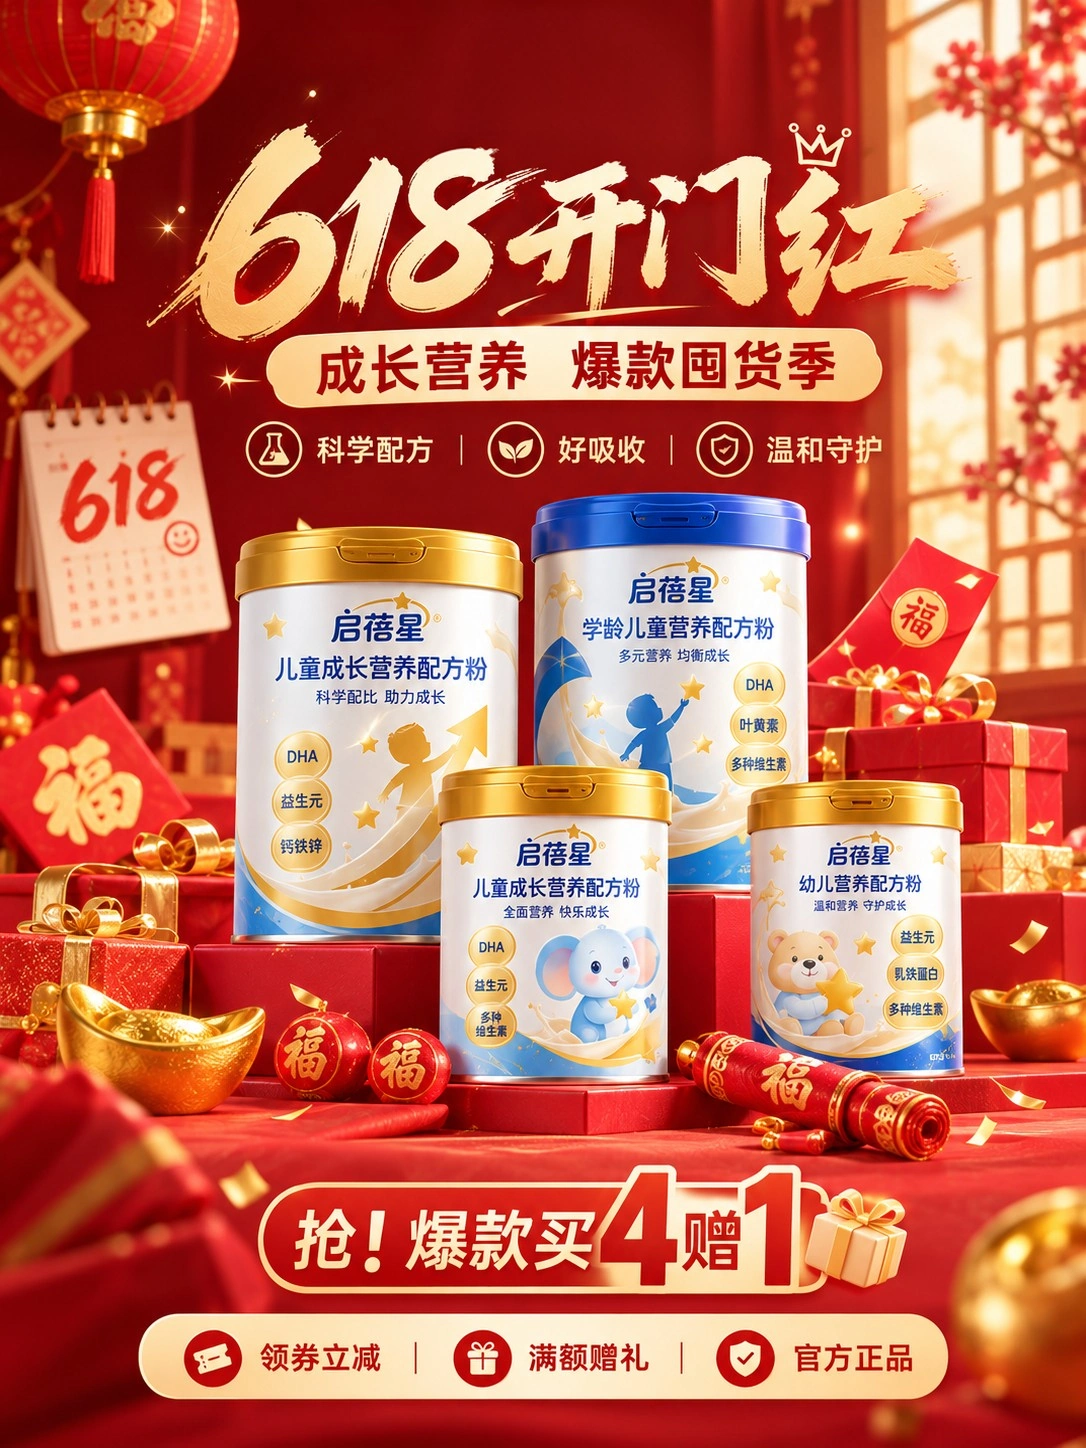 福
618开门红
成长营养 爆款囤货季
科学配方
好吸收
温和守护
618
启蓓星®
儿童成长营养配方粉
科学配比 助力成长
DHA
益生元
钙铁锌
启蓓星®
学龄儿童营养配方粉
多元营养 均衡成长
DHA
叶黄素
多种维生素
福
福
启蓓星®
儿童成长营养配方粉
全面营养 快乐成长
DHA
益生元
多种
维生素
启蓓星®
幼儿营养配方粉
温和营养 守护成长
益生元
乳铁蛋白
多种维生素
福
福
福
抢！爆款买4赠1
领券立减
满额赠礼
官方正品